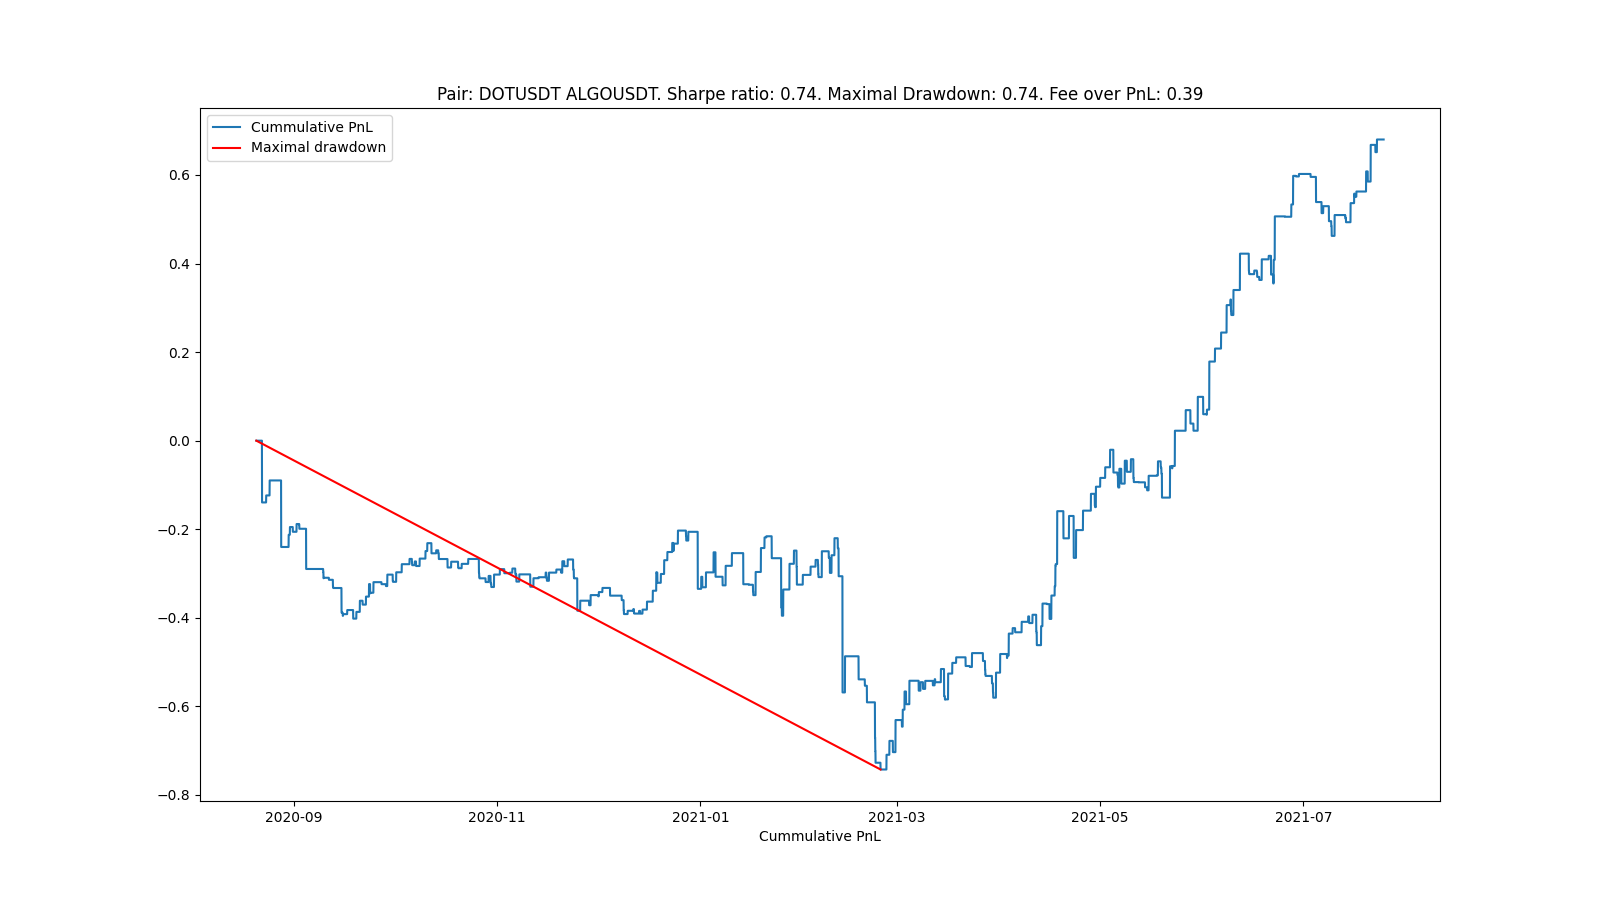 Pair: DOTUSDT ALGOUSDT. Sharpe ratio: 0.74. Maximal Drawdown: 0.74. Fee over PnL: 0.39
Cummulative PnL
Maximal drawdown
0.6
0.4
0.2
0.0
−0.2
−0.4
−0.6
−0.8
2020-09 2020-11 2021-01 2021-03 2021-05 2021-07
Cummulative PnL